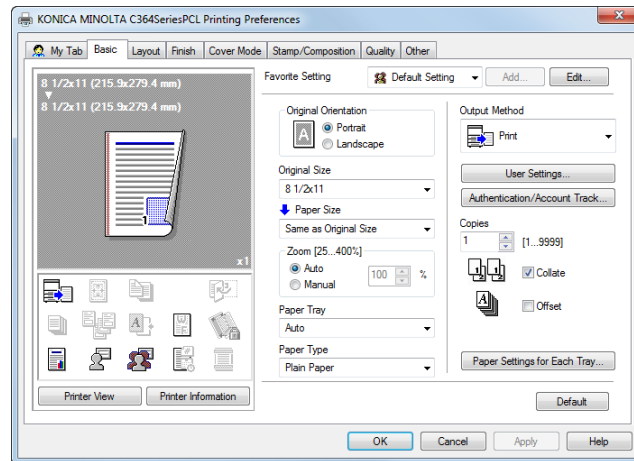 KONICA MINOLTA C364SeriesPCL Printing Preferences
My Tab Basic Layout Finish Cover Mode Stamp/Composition Quality Other
8 1/2x11 (215.9x279.4 mm)
8 1/2x11 (215.9x279.4 mm)
1
x1
Printer View Printer Information
Favorite Setting Default Setting Add... Edit...
Original Orientation
A
Portrait
Landscape
Original Size
8 1/2x11
Paper Size
Same as Original Size
Zoom [25...400%]
Auto
Manual
100 %
Paper Tray
Auto
Paper Type
Plain Paper
Output Method
Print
User Settings...
Authentication/Account Track...
Copies
1 [1...9999]
Collate
Offset
Paper Settings for Each Tray...
Default
OK Cancel Apply Help